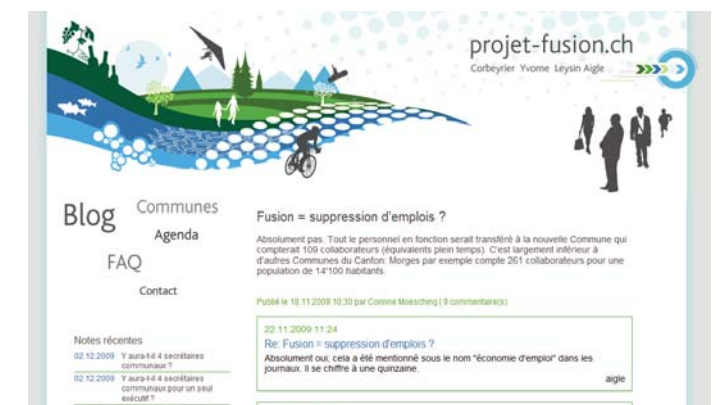 projet-fusion.ch
Corbeyrier Yvorne Leysin Aigle
Blog
Communes
Agenda
FAQ
Contact
Fusion = suppression d'emplois ?
Absolument pas. Tout le personnel en fonction serait transféré à la nouvelle Commune qui
compterait 109 collaborateurs (équivalents plein temps). C'est largement inférieur à
d'autres Communes du Canton: Morges par exemple compte 261 collaborateurs pour une
population de 14'100 habitants.
Publié le 18.11.2009 10:30 par Corinne Moesching | 9 commentaire(s)
22.11.2009 11:24
Re: Fusion = suppression d'emplois ?
Absolument oui; cela a été mentionné sous le nom "économie d'emploi" dans les
journaux. Il se chiffre à une quinzaine.
aigle
Notes récentes
02.12.2009 Y aura-t-il 4 secrétaires
communaux ?
02.12.2009 Y aura-t-il 4 secrétaires
communaux pour un seul
exécutif ?